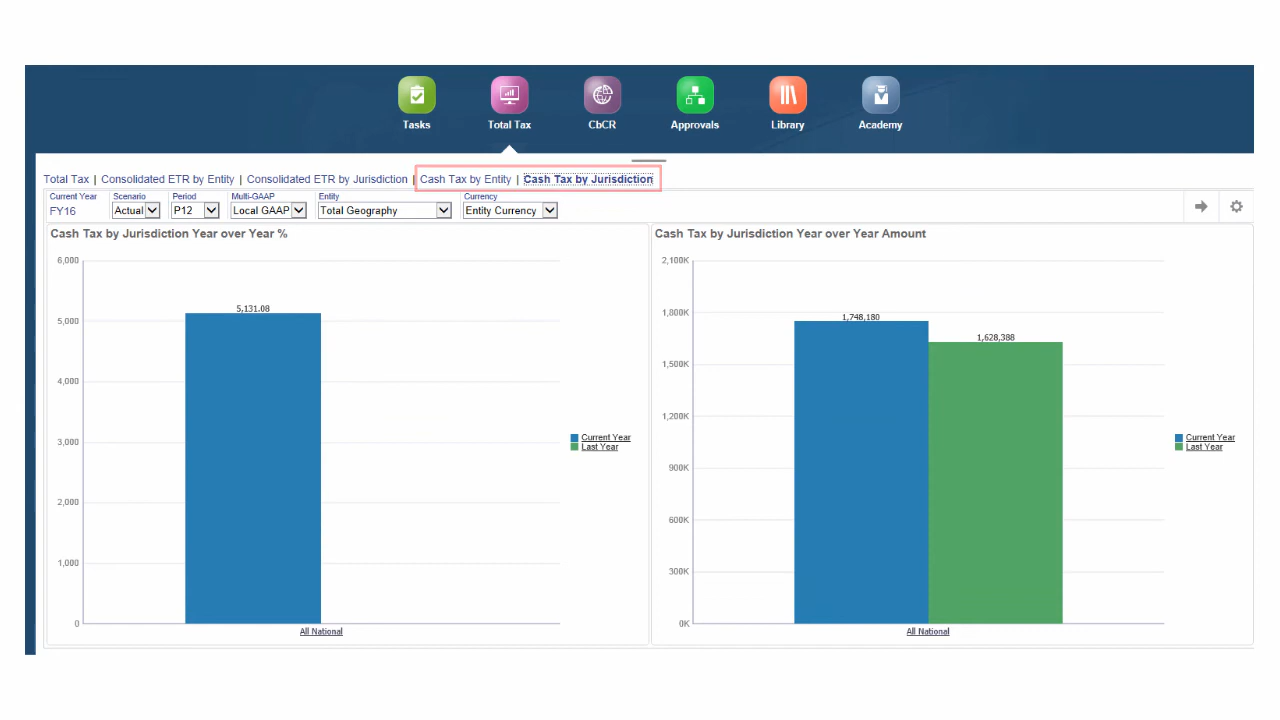 Tasks
Total Tax
CbCR
Approvals
Library
Academy
Total Tax | Consolidated ETR by Entity | Consolidated ETR by Jurisdiction | Cash Tax by Entity | Cash Tax by Jurisdiction
Current Year Scenario Period Multi-GAAP Entity Currency
FY16 Actual P12 Local GAAP Total Geography Entity Currency
Cash Tax by Jurisdiction Year over Year %
6,000
5,000
4,000
3,000
2,000
1,000
0
5,131.08
All National
Current Year
Last Year
Cash Tax by Jurisdiction Year over Year Amount
2,100K
1,800K
1,500K
1,200K
900K
600K
300K
0K
1,748,180
1,628,388
All National
Current Year
Last Year